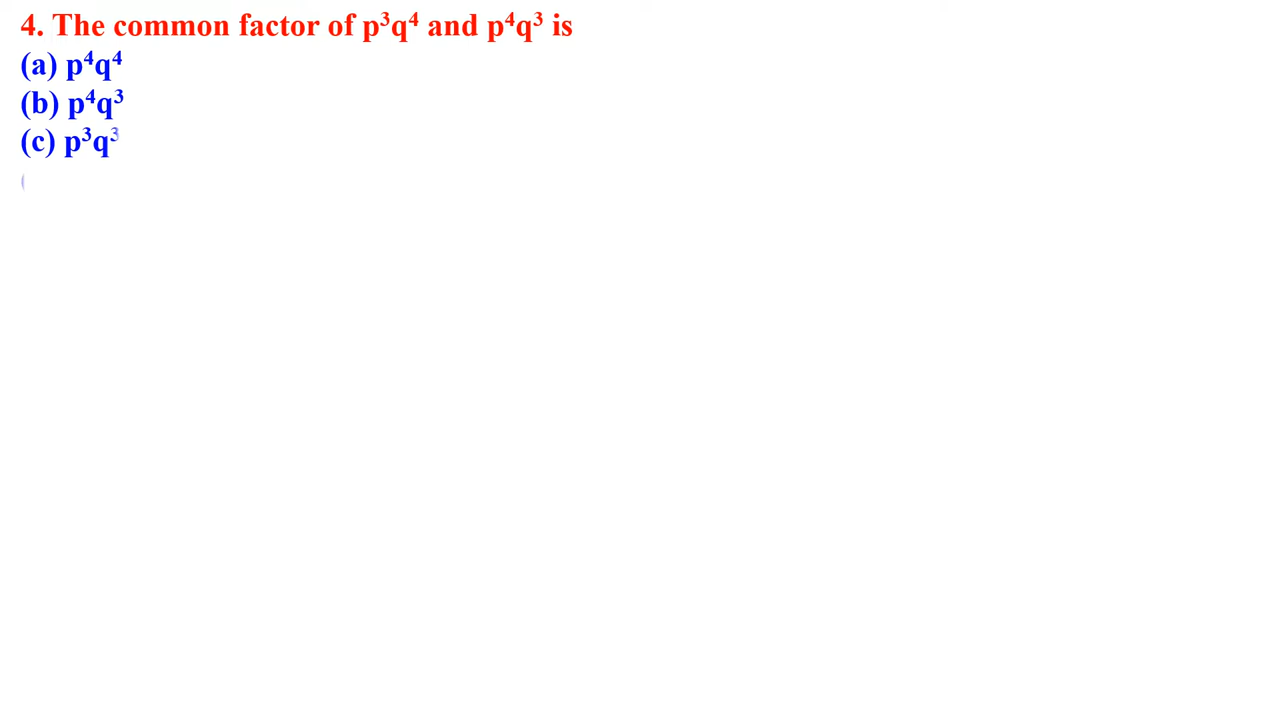 4. The common factor of p³q⁴ and p⁴q³ is
(a) p⁴q⁴
(b) p⁴q³
(c) p³q³
(